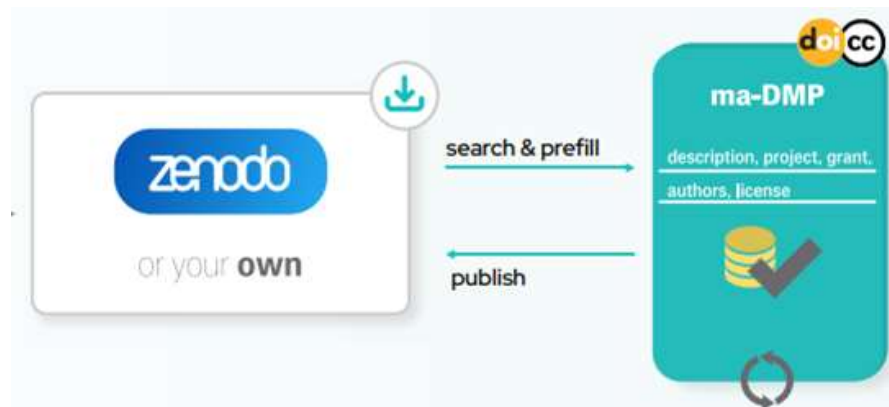 zenodo
or your own
search & prefill
publish
doi cc
ma-DMP
description, project, grant,
authors, license